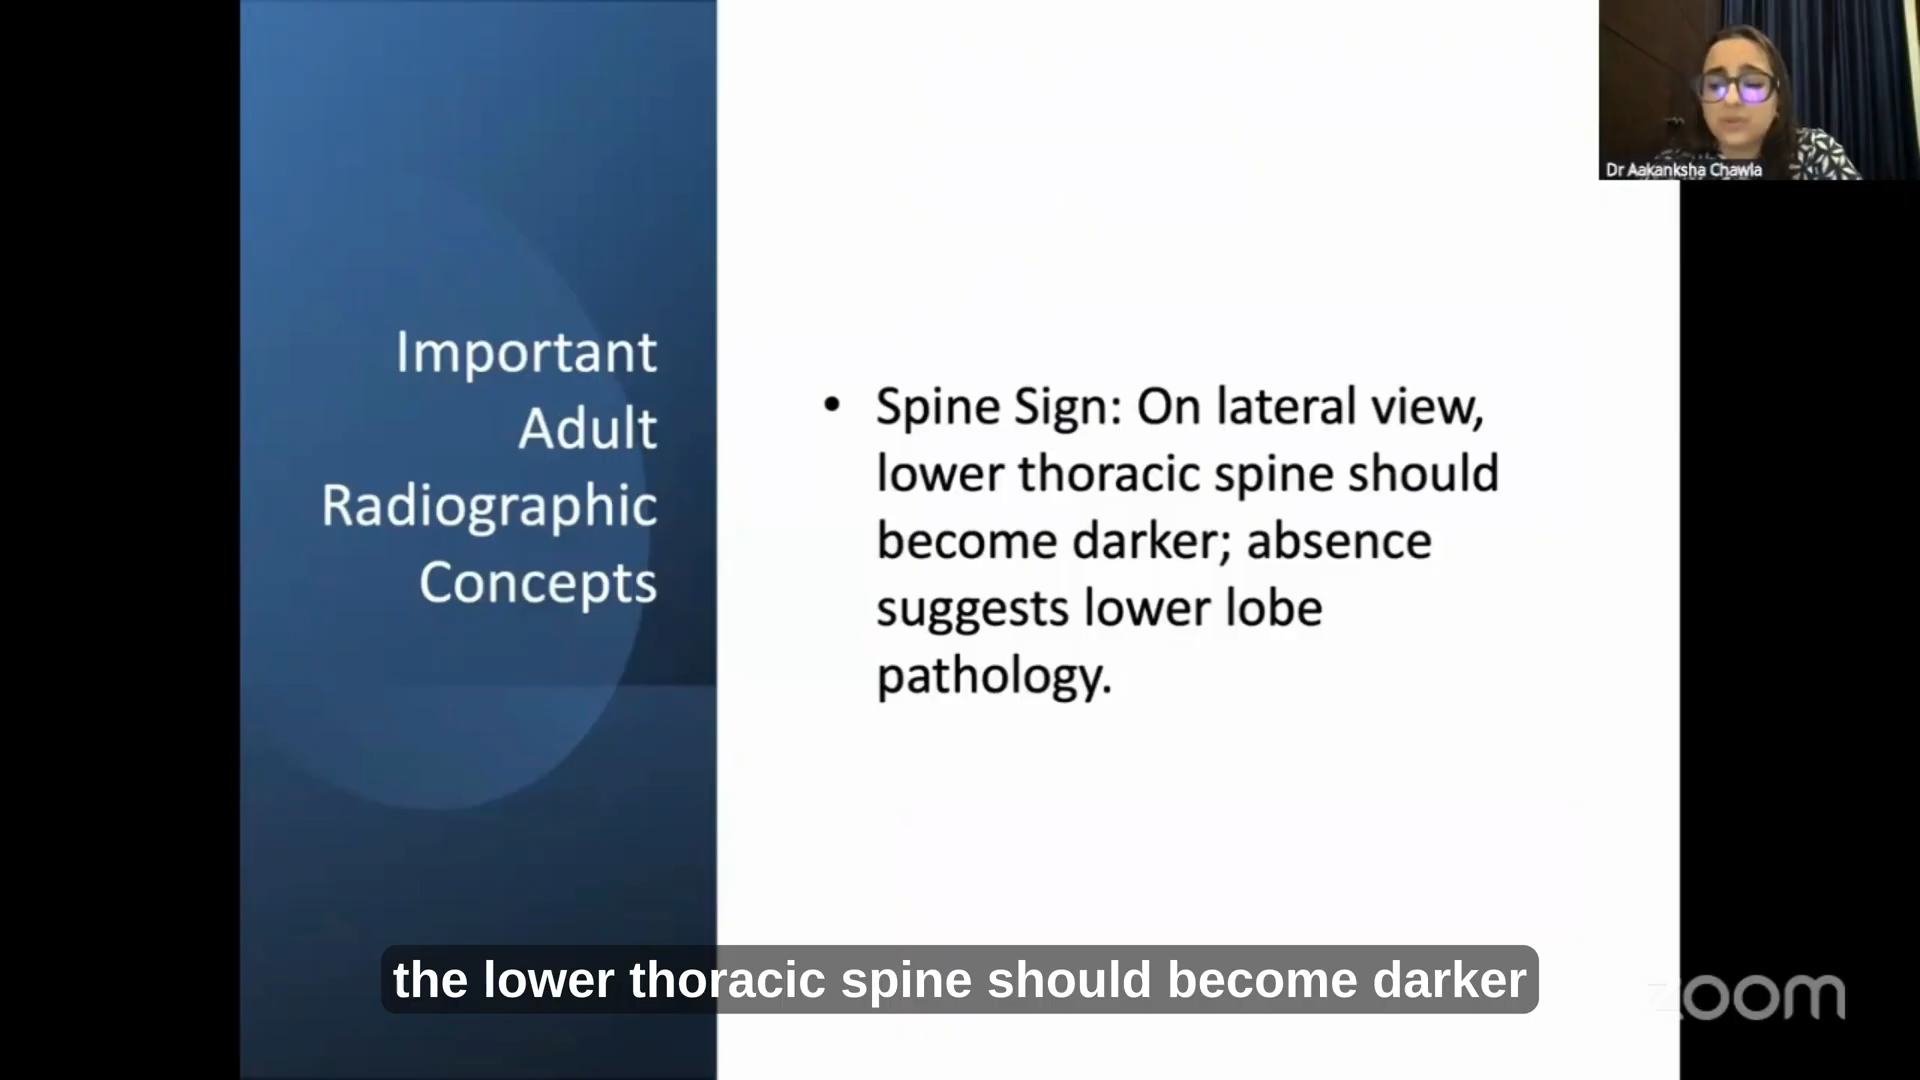 Important
Adult
Radiographic
Concepts
• Spine Sign: On lateral view,
lower thoracic spine should
become darker; absence
suggests lower lobe
pathology.
Dr Aakanksha Chawla
the lower thoracic spine should become darker
zoom